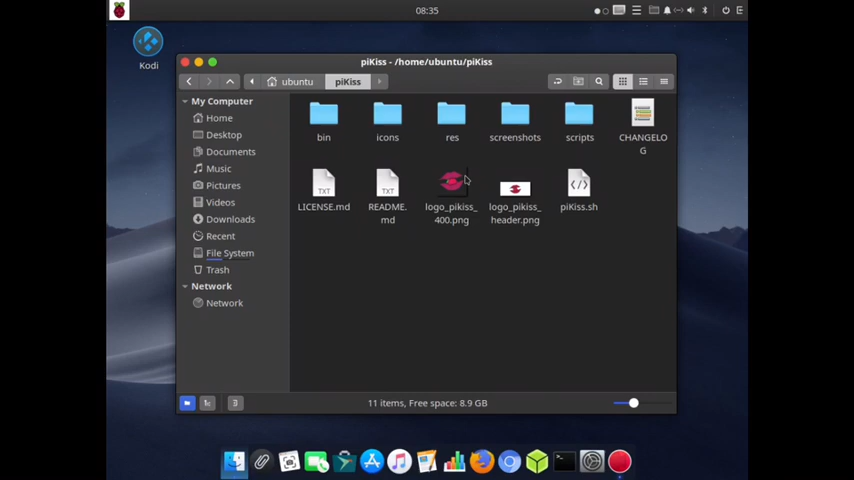 08:35
Kodi
piKiss - /home/ubuntu/piKiss
ubuntu
piKiss
My Computer
Home
Desktop
Documents
Music
Pictures
Videos
Downloads
Recent
File System
Trash
Network
Network
bin
icons
res
screenshots
scripts
CHANGELO
G
TXT
LICENSE.md
TXT
README.
md
logo_pikiss_
400.png
logo_pikiss_
header.png
piKiss.sh
11 items, Free space: 8.9 GB